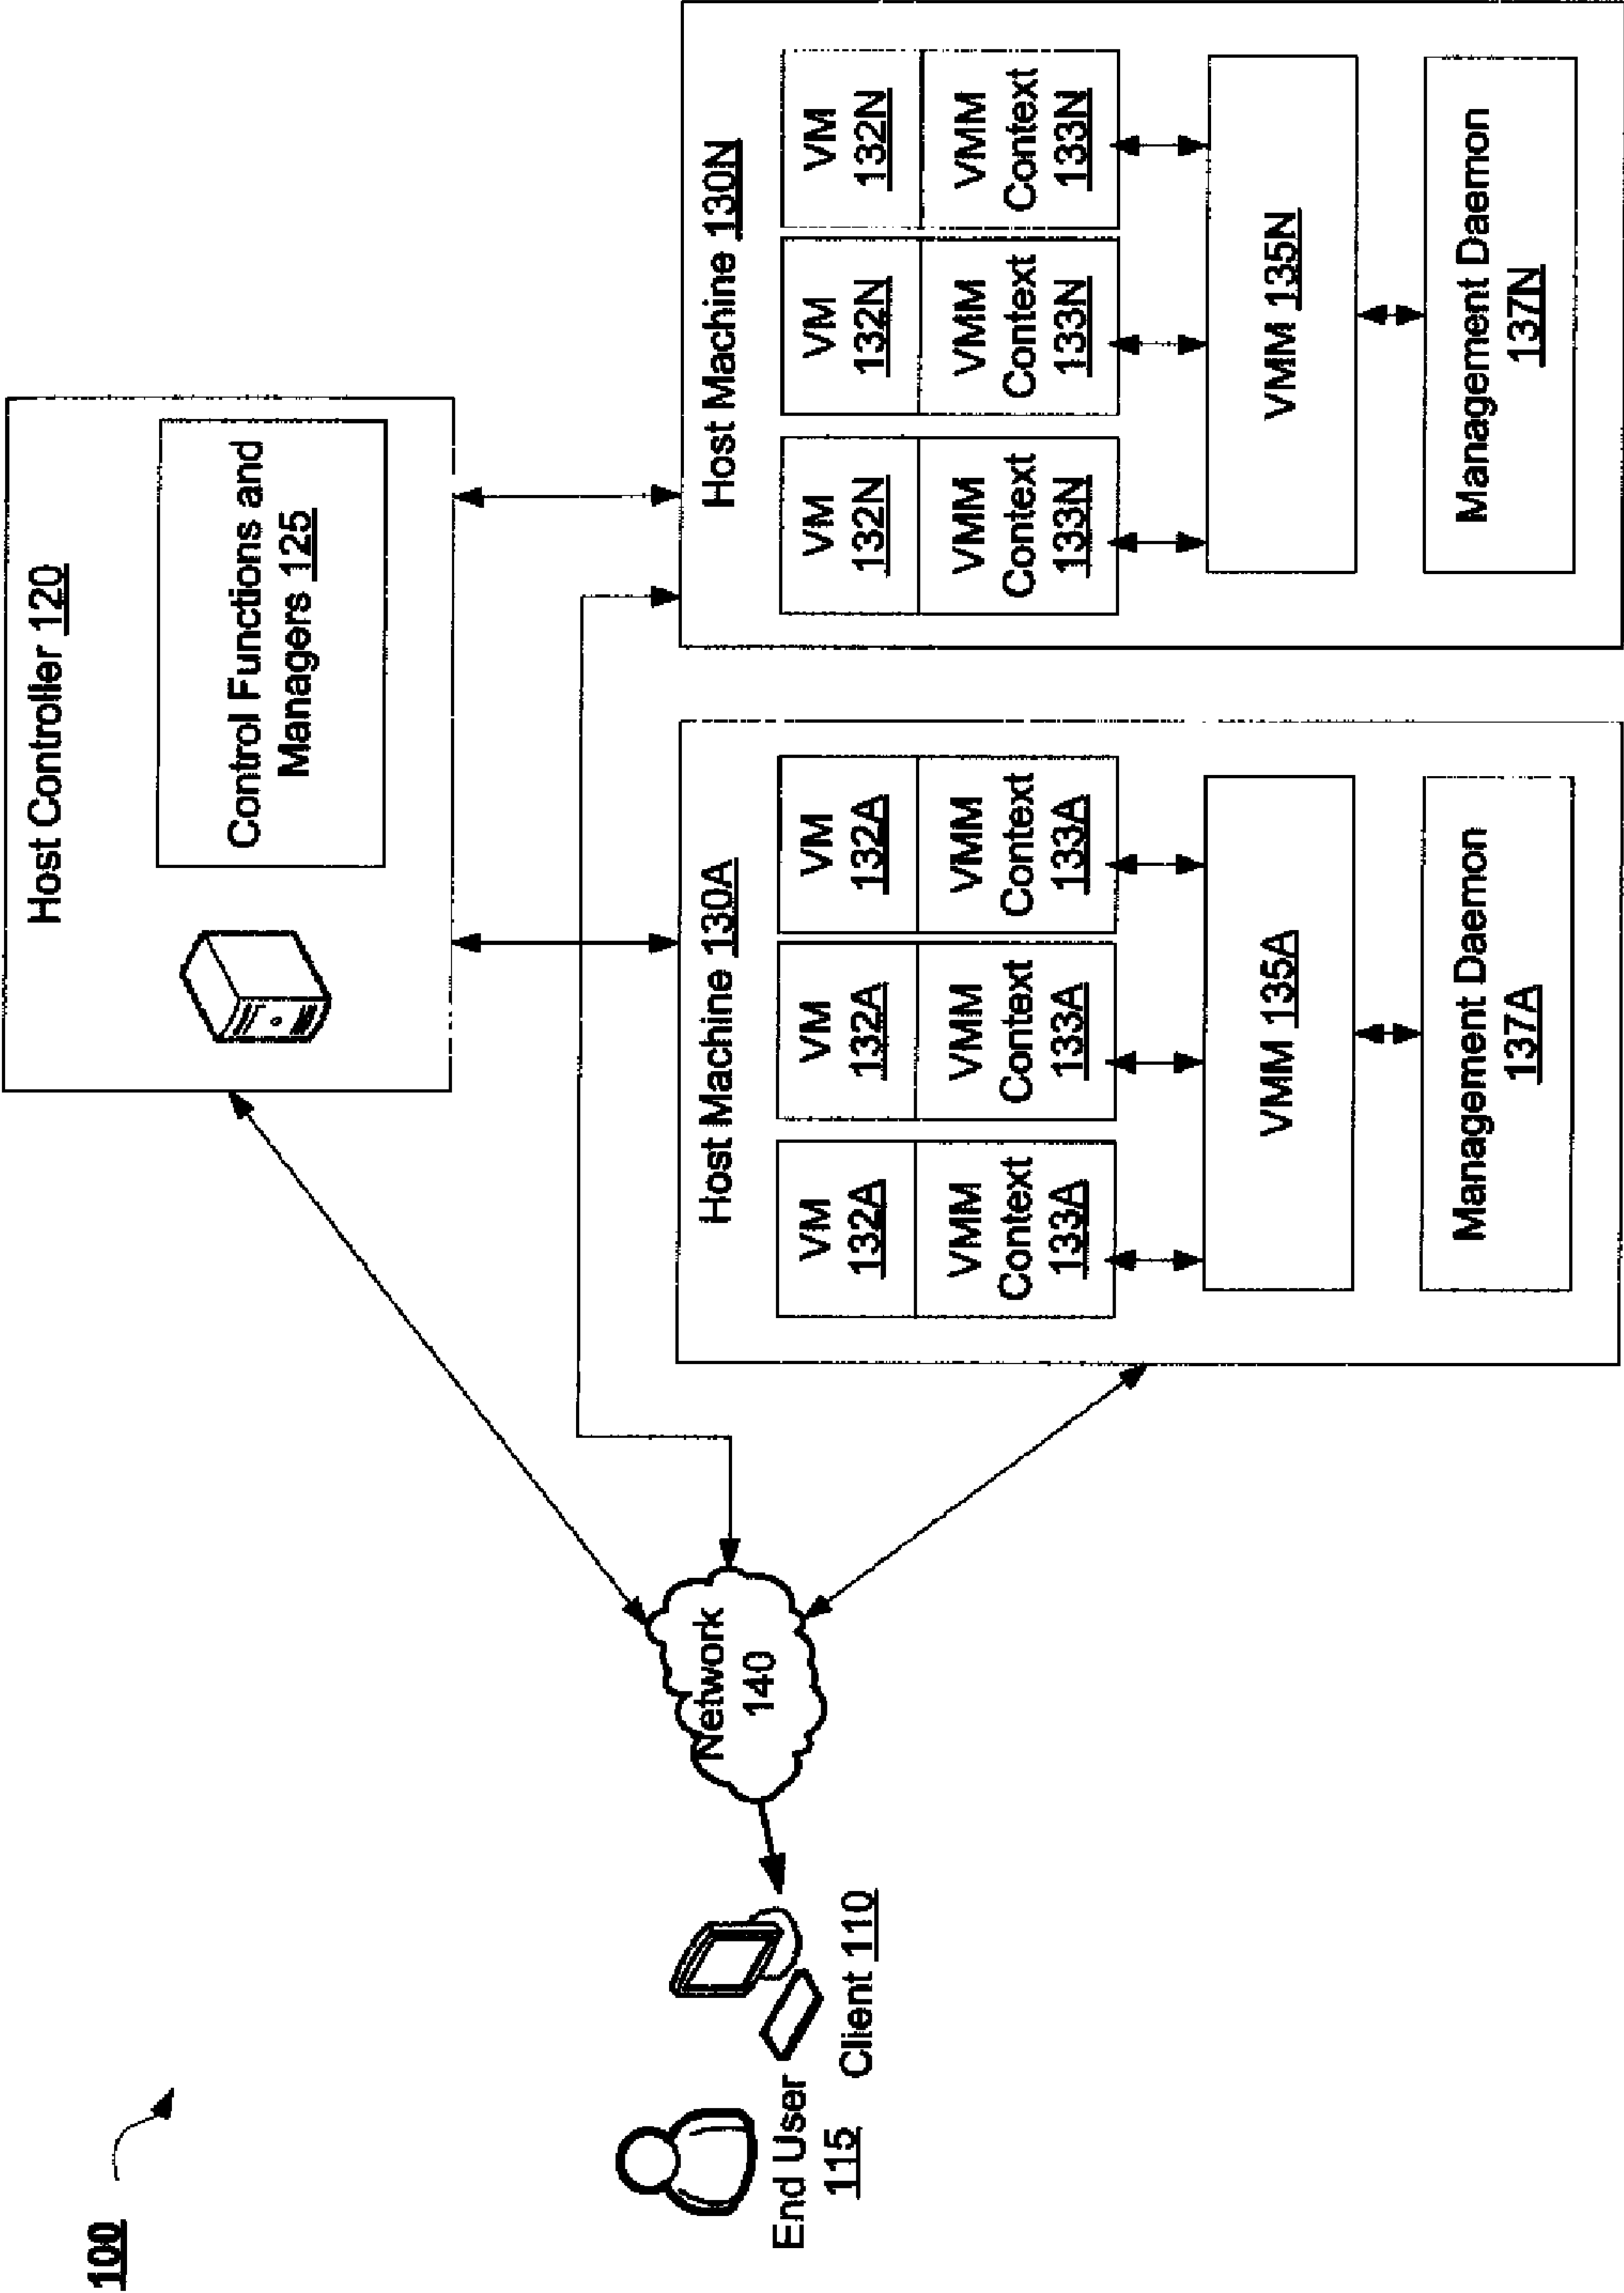 100
Host Controller 120
Control Functions and
Managers 125
End User
115
Client 110
Network
140
Host Machine 130A
VM
132A
VMM
Context
133A
VM
132A
VMM
Context
133A
VM
132A
VMM
Context
133A
VMM 135A
Management Daemon
137A
Host Machine 130N
VM
132N
VMM
Context
133N
VM
132N
VMM
Context
133N
VM
132N
VMM
Context
133N
VMM 135N
Management Daemon
137N